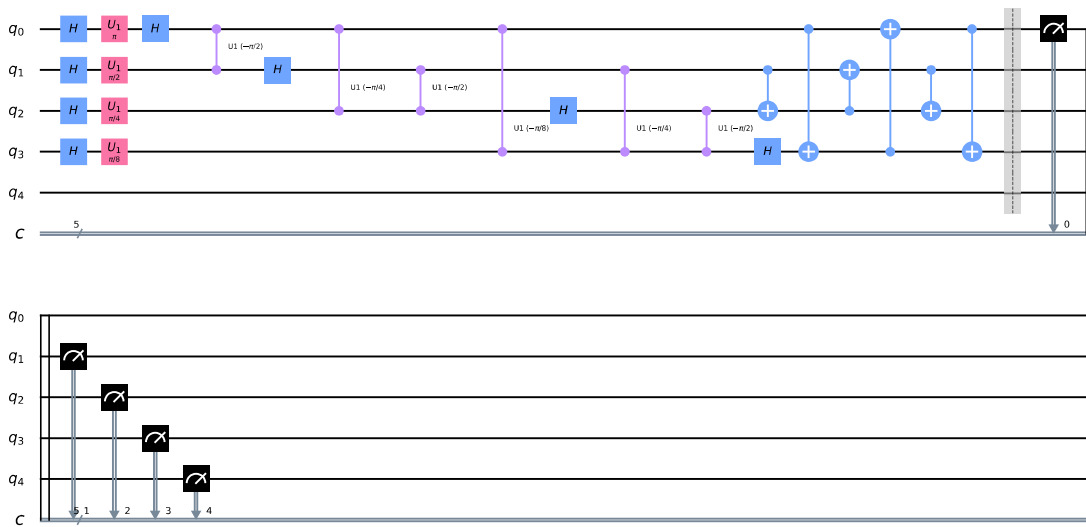 q0 H U1 π H
U1 (−π/2)
q1 H U1 π/2 H
U1 (−π/4) U1 (−π/2)
q2 H U1 π/4 H
U1 (−π/8) U1 (−π/4) U1 (−π/2)
q3 H U1 π/8 H
q4
c 5 0
q0
q1
q2
q3
q4
c 5 1 2 3 4